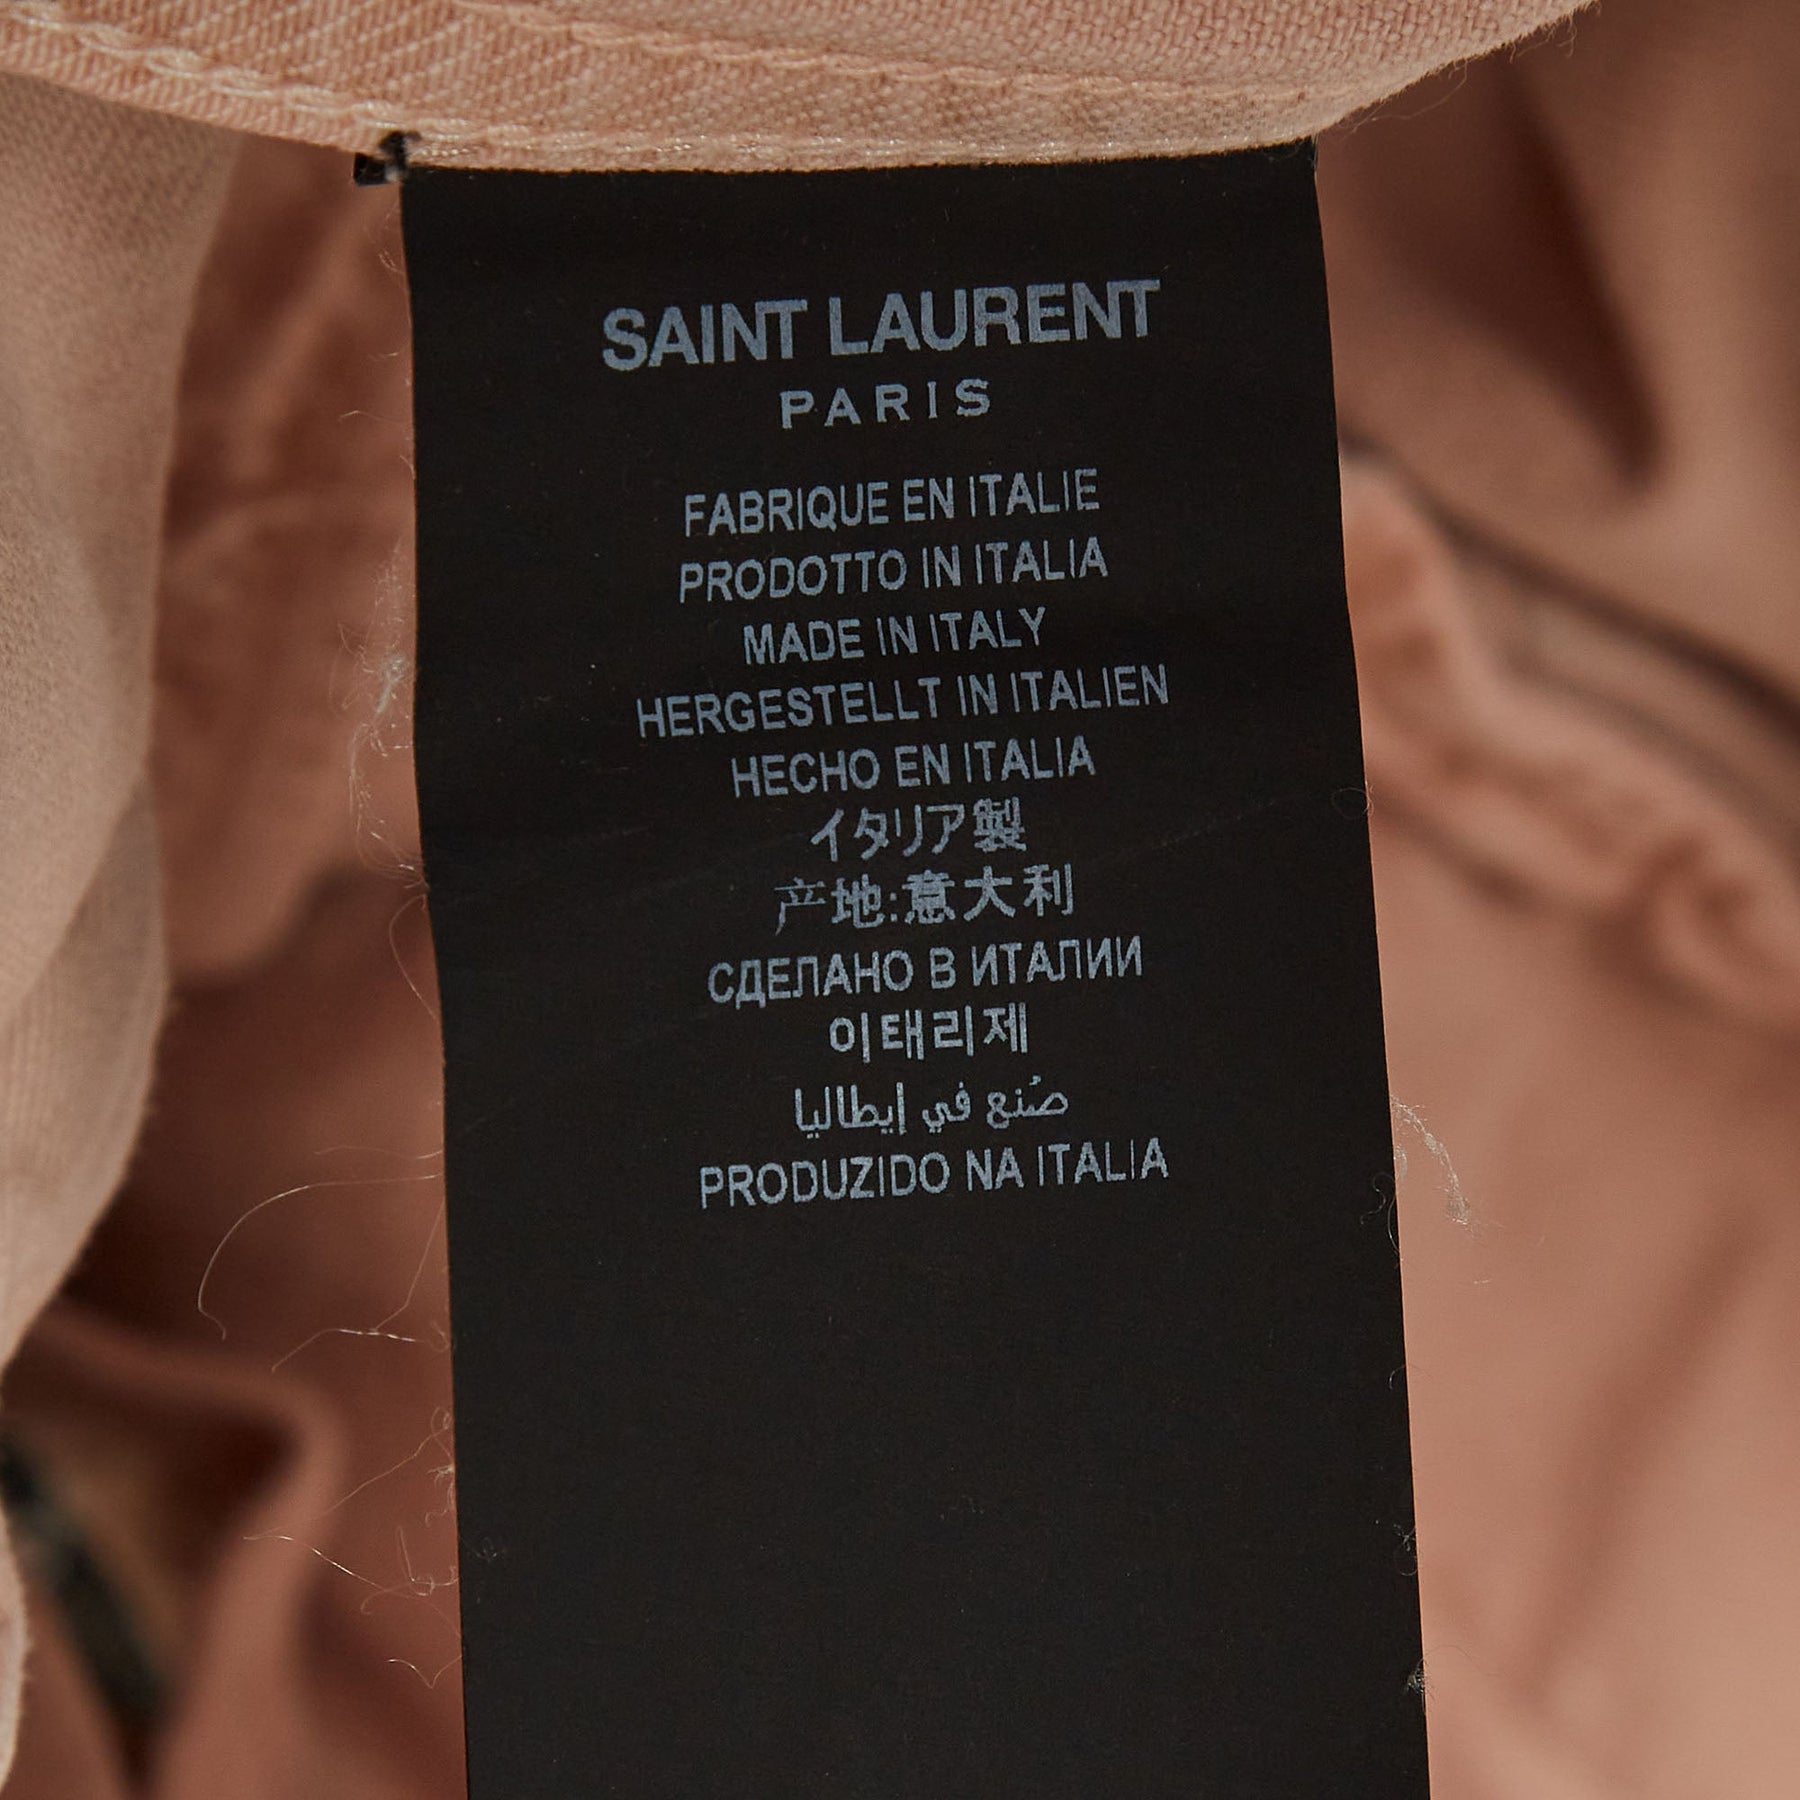 SAINT LAURENT
PARIS
FABRIQUE EN ITALIE
PRODOTTO IN ITALIA
MADE IN ITALY
HERGESTELLT IN ITALIEN
HECHO EN ITALIA
イタリア製
产地:意大利
СДЕЛАНО В ИТАЛИИ
이태리제
صُنع في إيطاليا
PRODUZIDO NA ITALIA